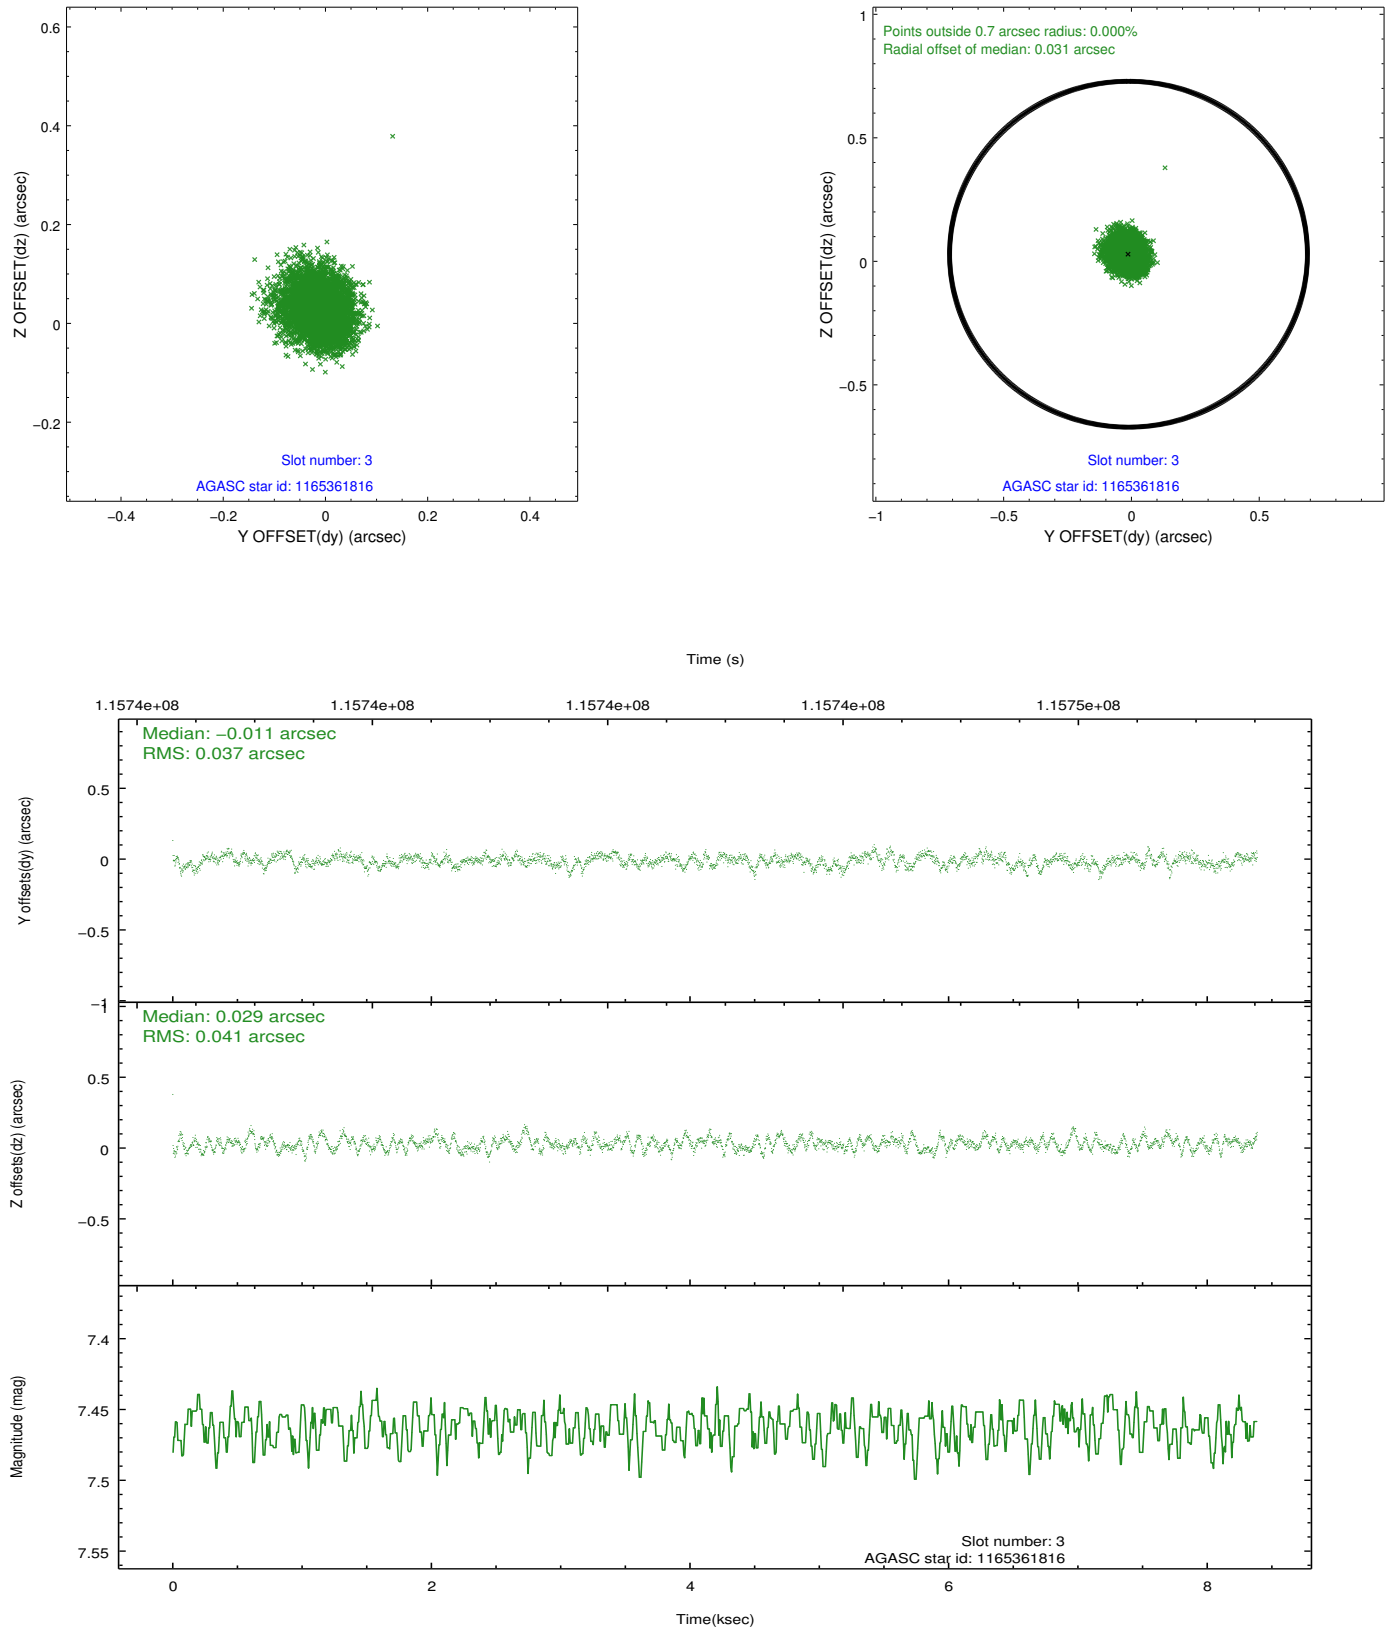 0.6
0.4
0.2
0
−0.2
Z OFFSET(dz) (arcsec)
−0.4
−0.2
0
0.2
0.4
Y OFFSET(dy) (arcsec)
Slot number: 3
AGASC star id: 1165361816
Points outside 0.7 arcsec radius: 0.000%
Radial offset of median: 0.031 arcsec
1
0.5
0
−0.5
Z OFFSET(dz) (arcsec)
−1
−0.5
0
0.5
Y OFFSET(dy) (arcsec)
Slot number: 3
AGASC star id: 1165361816
Time (s)
1.1574e+08
1.1574e+08
1.1574e+08
1.1574e+08
1.1575e+08
Median: −0.011 arcsec
RMS: 0.037 arcsec
0.5
0
−0.5
−1
Y offsets(dy) (arcsec)
Median: 0.029 arcsec
RMS: 0.041 arcsec
1
0.5
0
−0.5
Z offsets(dz) (arcsec)
7.4
7.45
7.5
7.55
Magnitude (mag)
Slot number: 3
AGASC star id: 1165361816
0
2
4
6
8
Time(ksec)